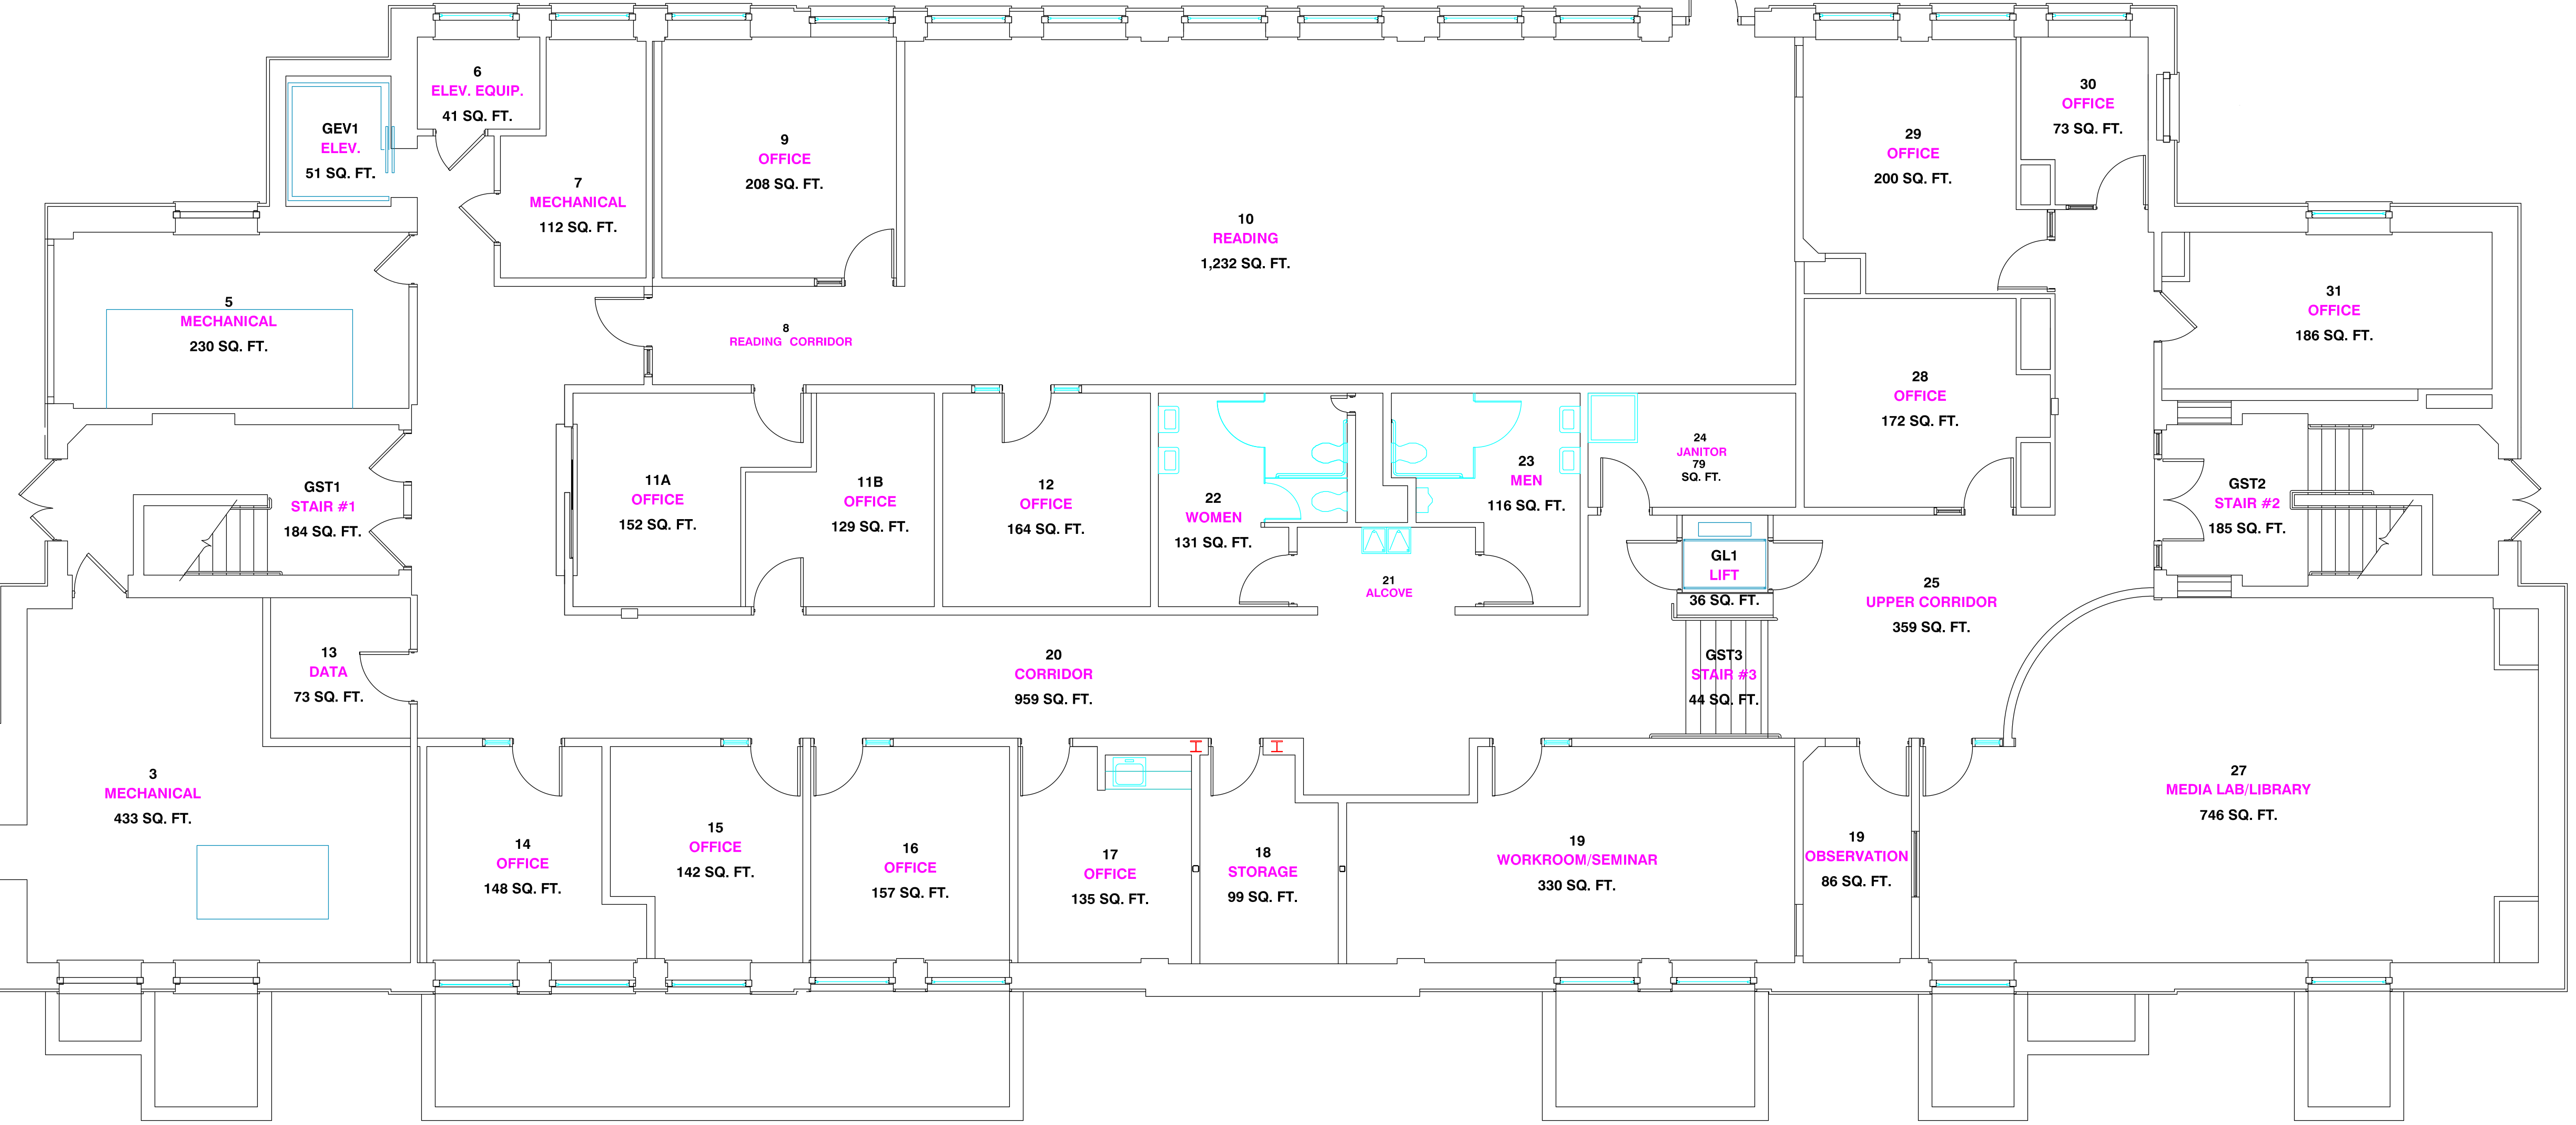 6
ELEV. EQUIP.
41 SQ. FT.
GEV1
ELEV.
51 SQ. FT.
7
MECHANICAL
112 SQ. FT.
9
OFFICE
208 SQ. FT.
10
READING
1,232 SQ. FT.
29
OFFICE
200 SQ. FT.
30
OFFICE
73 SQ. FT.
5
MECHANICAL
230 SQ. FT.
8
READING CORRIDOR
31
OFFICE
186 SQ. FT.
28
OFFICE
172 SQ. FT.
GST1
STAIR #1
184 SQ. FT.
11A
OFFICE
152 SQ. FT.
11B
OFFICE
129 SQ. FT.
12
OFFICE
164 SQ. FT.
22
WOMEN
131 SQ. FT.
23
MEN
116 SQ. FT.
24
JANITOR
79
SQ. FT.
GST2
STAIR #2
185 SQ. FT.
21
ALCOVE
GL1
LIFT
36 SQ. FT.
25
UPPER CORRIDOR
359 SQ. FT.
13
DATA
73 SQ. FT.
20
CORRIDOR
959 SQ. FT.
GST3
STAIR #3
44 SQ. FT.
3
MECHANICAL
433 SQ. FT.
14
OFFICE
148 SQ. FT.
15
OFFICE
142 SQ. FT.
16
OFFICE
157 SQ. FT.
17
OFFICE
135 SQ. FT.
18
STORAGE
99 SQ. FT.
19
WORKROOM/SEMINAR
330 SQ. FT.
19
OBSERVATION
86 SQ. FT.
27
MEDIA LAB/LIBRARY
746 SQ. FT.